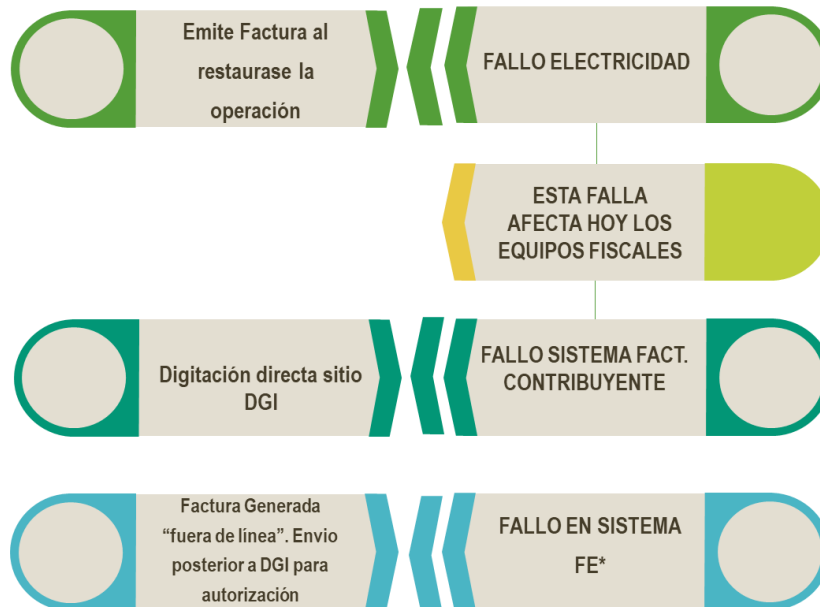 Emite Factura al
restaurase la
operación
FALLO ELECTRICIDAD
ESTA FALLA
AFECTA HOY LOS
EQUIPOS FISCALES
Digitación directa sitio
DGI
FALLO SISTEMA FACT.
CONTRIBUYENTE
Factura Generada
“fuera de línea”. Envio
posterior a DGI para
autorización
FALLO EN SISTEMA
FE*